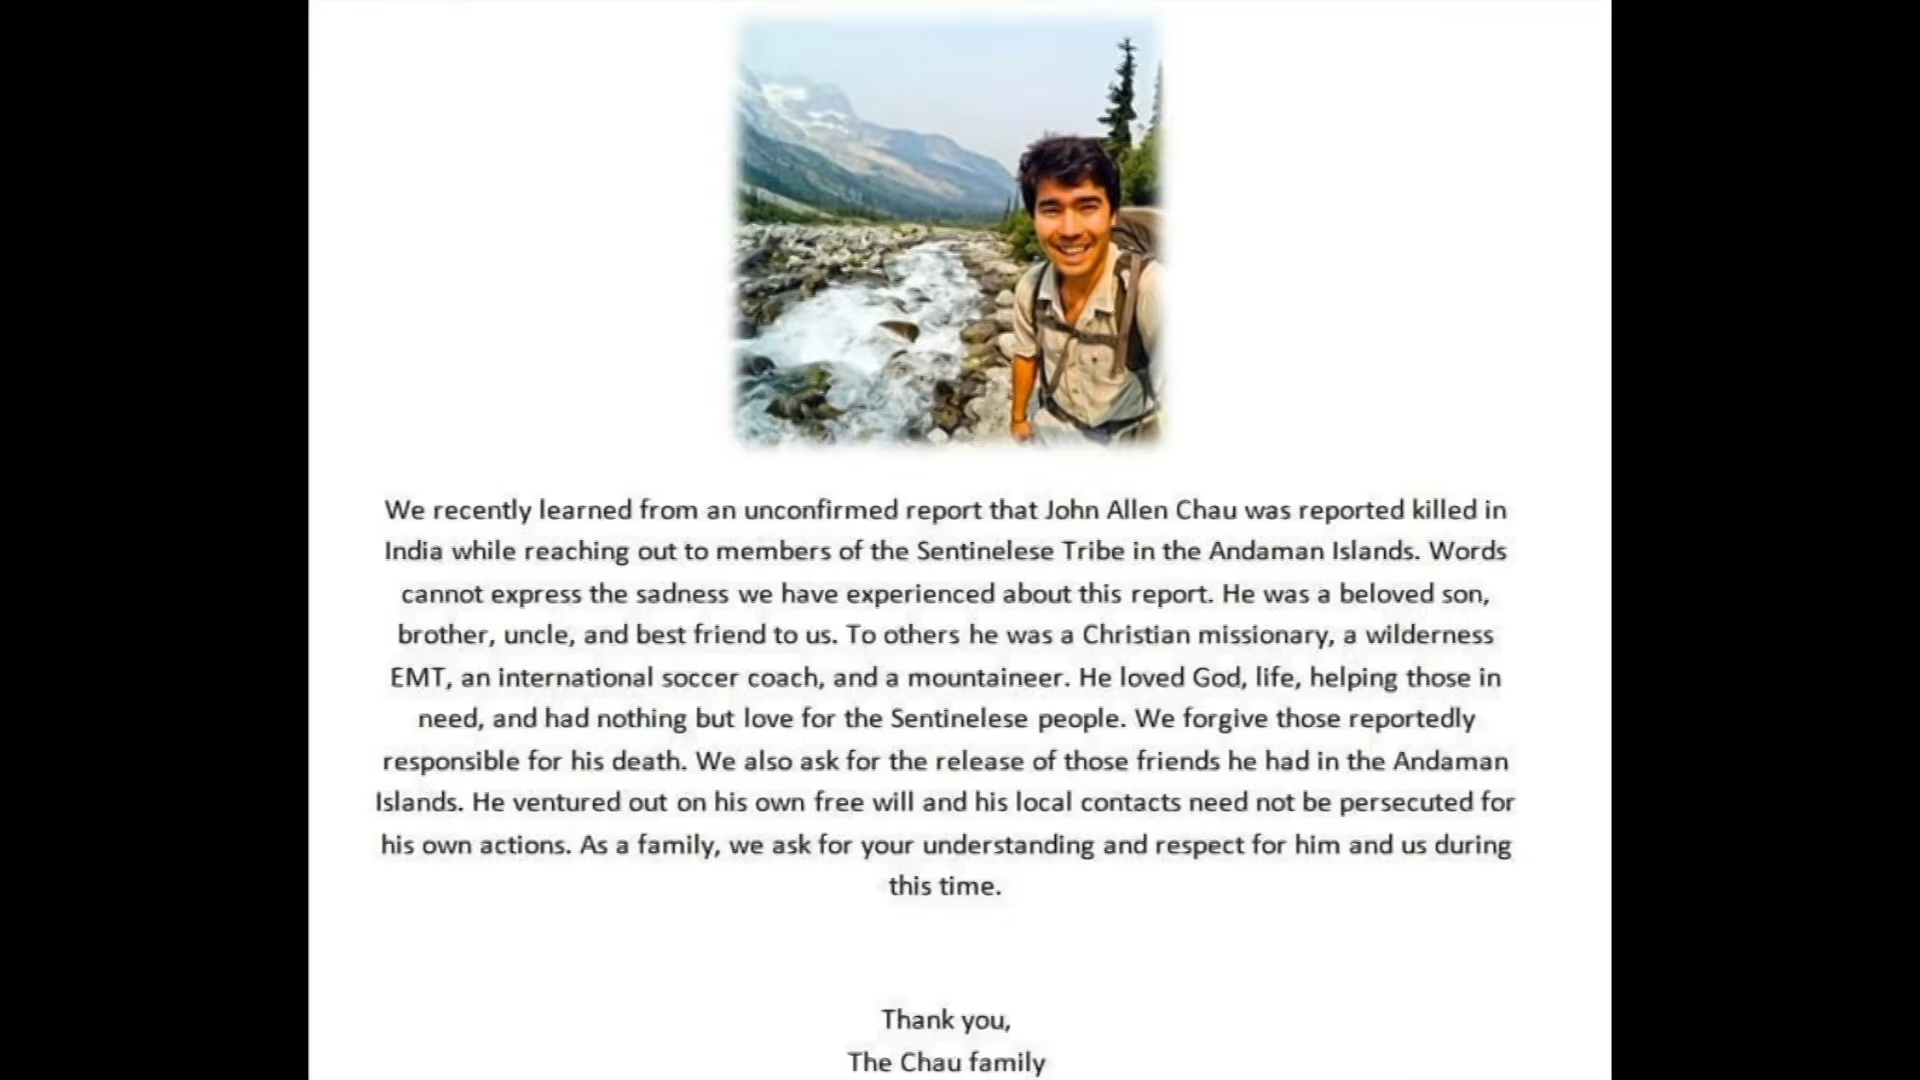 We recently learned from an unconfirmed report that John Allen Chau was reported killed in
India while reaching out to members of the Sentinelese Tribe in the Andaman Islands. Words
cannot express the sadness we have experienced about this report. He was a beloved son,
brother, uncle, and best friend to us. To others he was a Christian missionary, a wilderness
EMT, an international soccer coach, and a mountaineer. He loved God, life, helping those in
need, and had nothing but love for the Sentinelese people. We forgive those reportedly
responsible for his death. We also ask for the release of those friends he had in the Andaman
Islands. He ventured out on his own free will and his local contacts need not be persecuted for
his own actions. As a family, we ask for your understanding and respect for him and us during
this time.
Thank you,
The Chau family